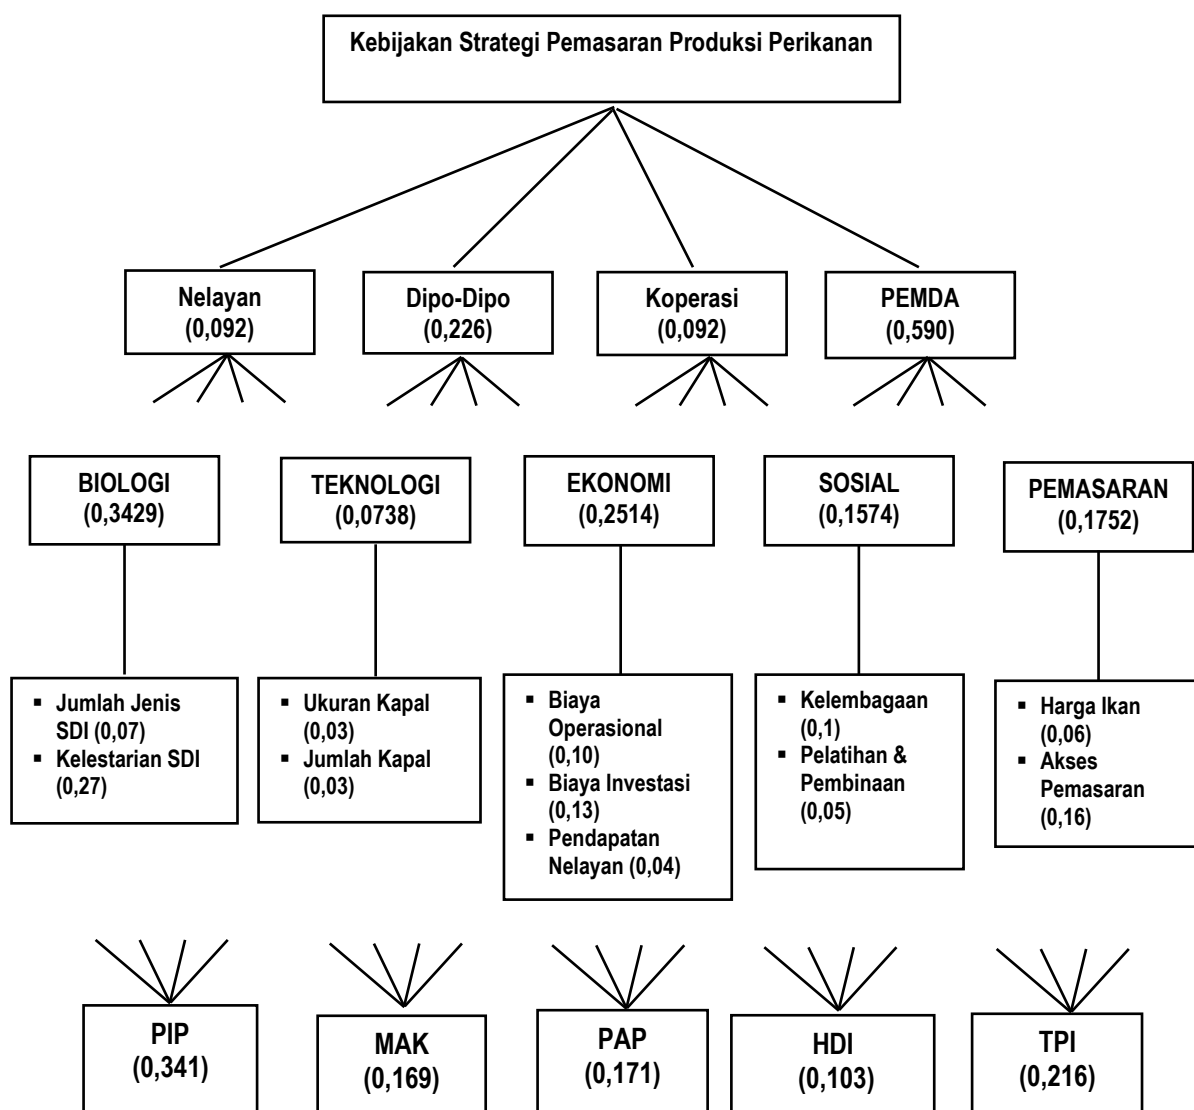 Kebijakan Strategi Pemasaran Produksi Perikanan
Nelayan
(0,092)
Dipo-Dipo
(0,226)
Koperasi
(0,092)
PEMDA
(0,590)
BIOLOGI
(0,3429)
TEKNOLOGI
(0,0738)
EKONOMI
(0,2514)
SOSIAL
(0,1574)
PEMASARAN
(0,1752)
▪ Jumlah Jenis
SDI (0,07)
▪ Kelestarian SDI
(0,27)
▪ Ukuran Kapal
(0,03)
▪ Jumlah Kapal
(0,03)
▪ Biaya
Operasional
(0,10)
▪ Biaya Investasi
(0,13)
▪ Pendapatan
Nelayan (0,04)
▪ Kelembagaan
(0,1)
▪ Pelatihan &
Pembinaan
(0,05)
▪ Harga Ikan
(0,06)
▪ Akses
Pemasaran
(0,16)
PIP
(0,341)
MAK
(0,169)
PAP
(0,171)
HDI
(0,103)
TPI
(0,216)